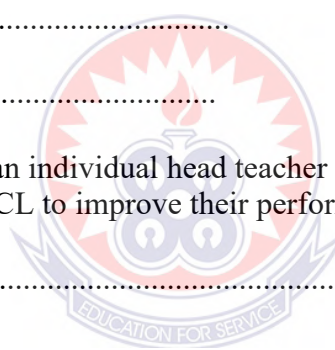 ....................................
..................................
an individual head teacher
CL to improve their perfor
.....................................................
EDUCATION FOR SERVICE